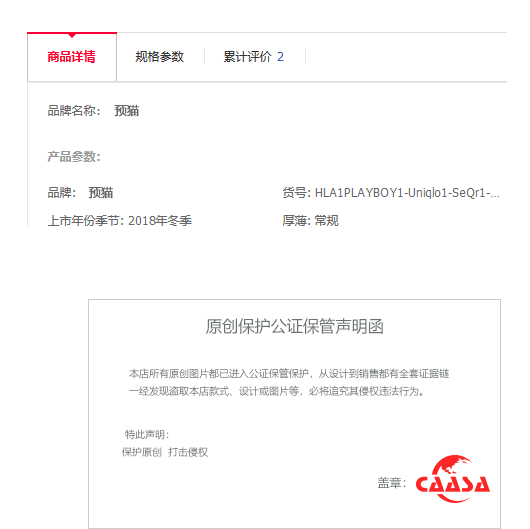 商品详情 规格参数 累计评价 2
品牌名称： 预猫
产品参数：
品牌： 预猫 货号: HLA1PLAYBOY1-Uniqlo1-SeQr1-...
上市年份季节: 2018年冬季 厚薄: 常规
原创保护公证保管声明函
本店所有原创图片都已进入公证保管保护，从设计到销售都有全套证据链
一经发现盗取本店款式、设计或图片等，必将追究其侵权违法行为。
特此声明：
保护原创 打击侵权
盖章：
CAASA